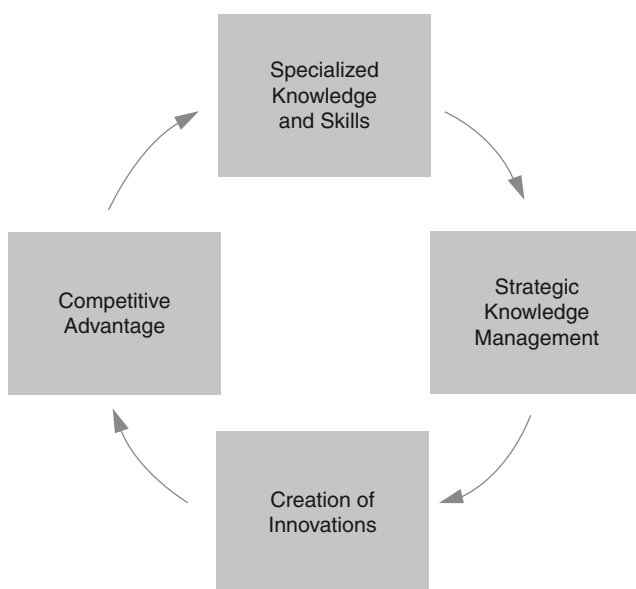 Specialized
Knowledge
and Skills
Strategic
Knowledge
Management
Competitive
Advantage
Creation of
Innovations